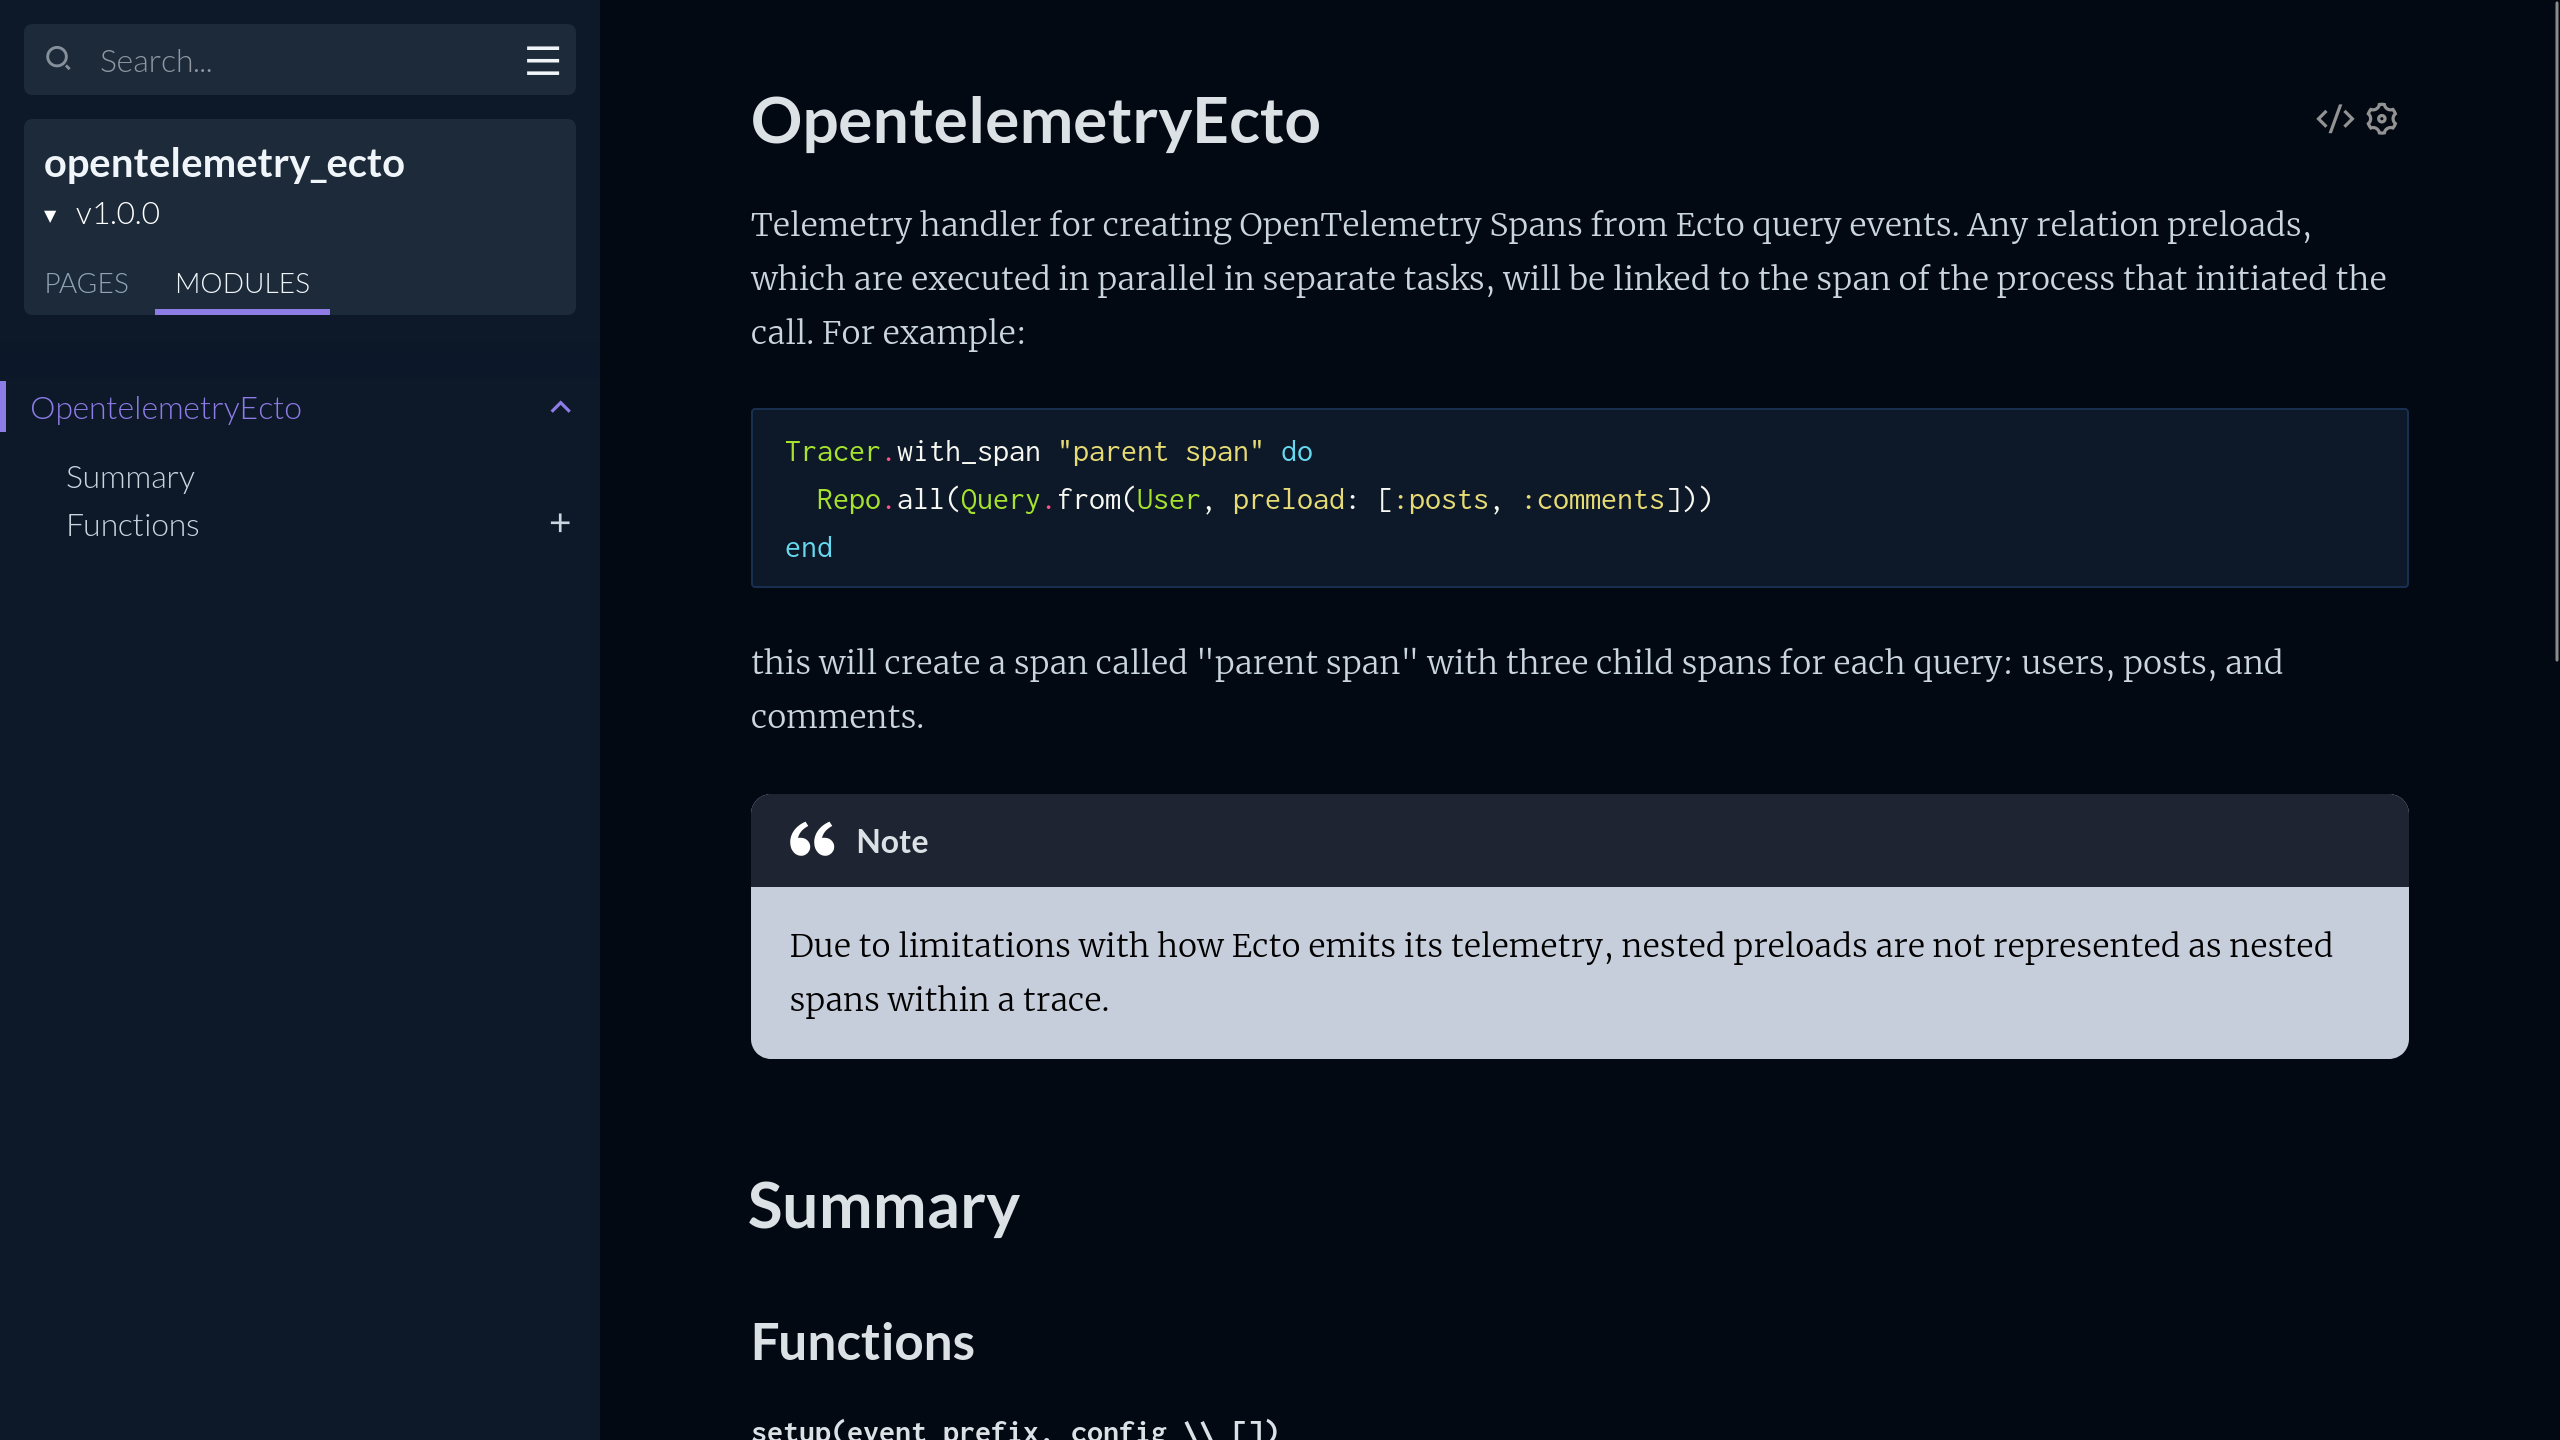 Search...
opentelemetry_ecto
▾ v1.0.0
PAGES MODULES
OpentelemetryEcto
Summary
Functions +
OpentelemetryEcto
Telemetry handler for creating OpenTelemetry Spans from Ecto query events. Any relation preloads,
which are executed in parallel in separate tasks, will be linked to the span of the process that initiated the
call. For example:
Tracer.with_span "parent span" do
  Repo.all(Query.from(User, preload: [:posts, :comments]))
end
this will create a span called "parent span" with three child spans for each query: users, posts, and
comments.
Note
Due to limitations with how Ecto emits its telemetry, nested preloads are not represented as nested
spans within a trace.
Summary
Functions
setup(event_prefix, config \\ [])